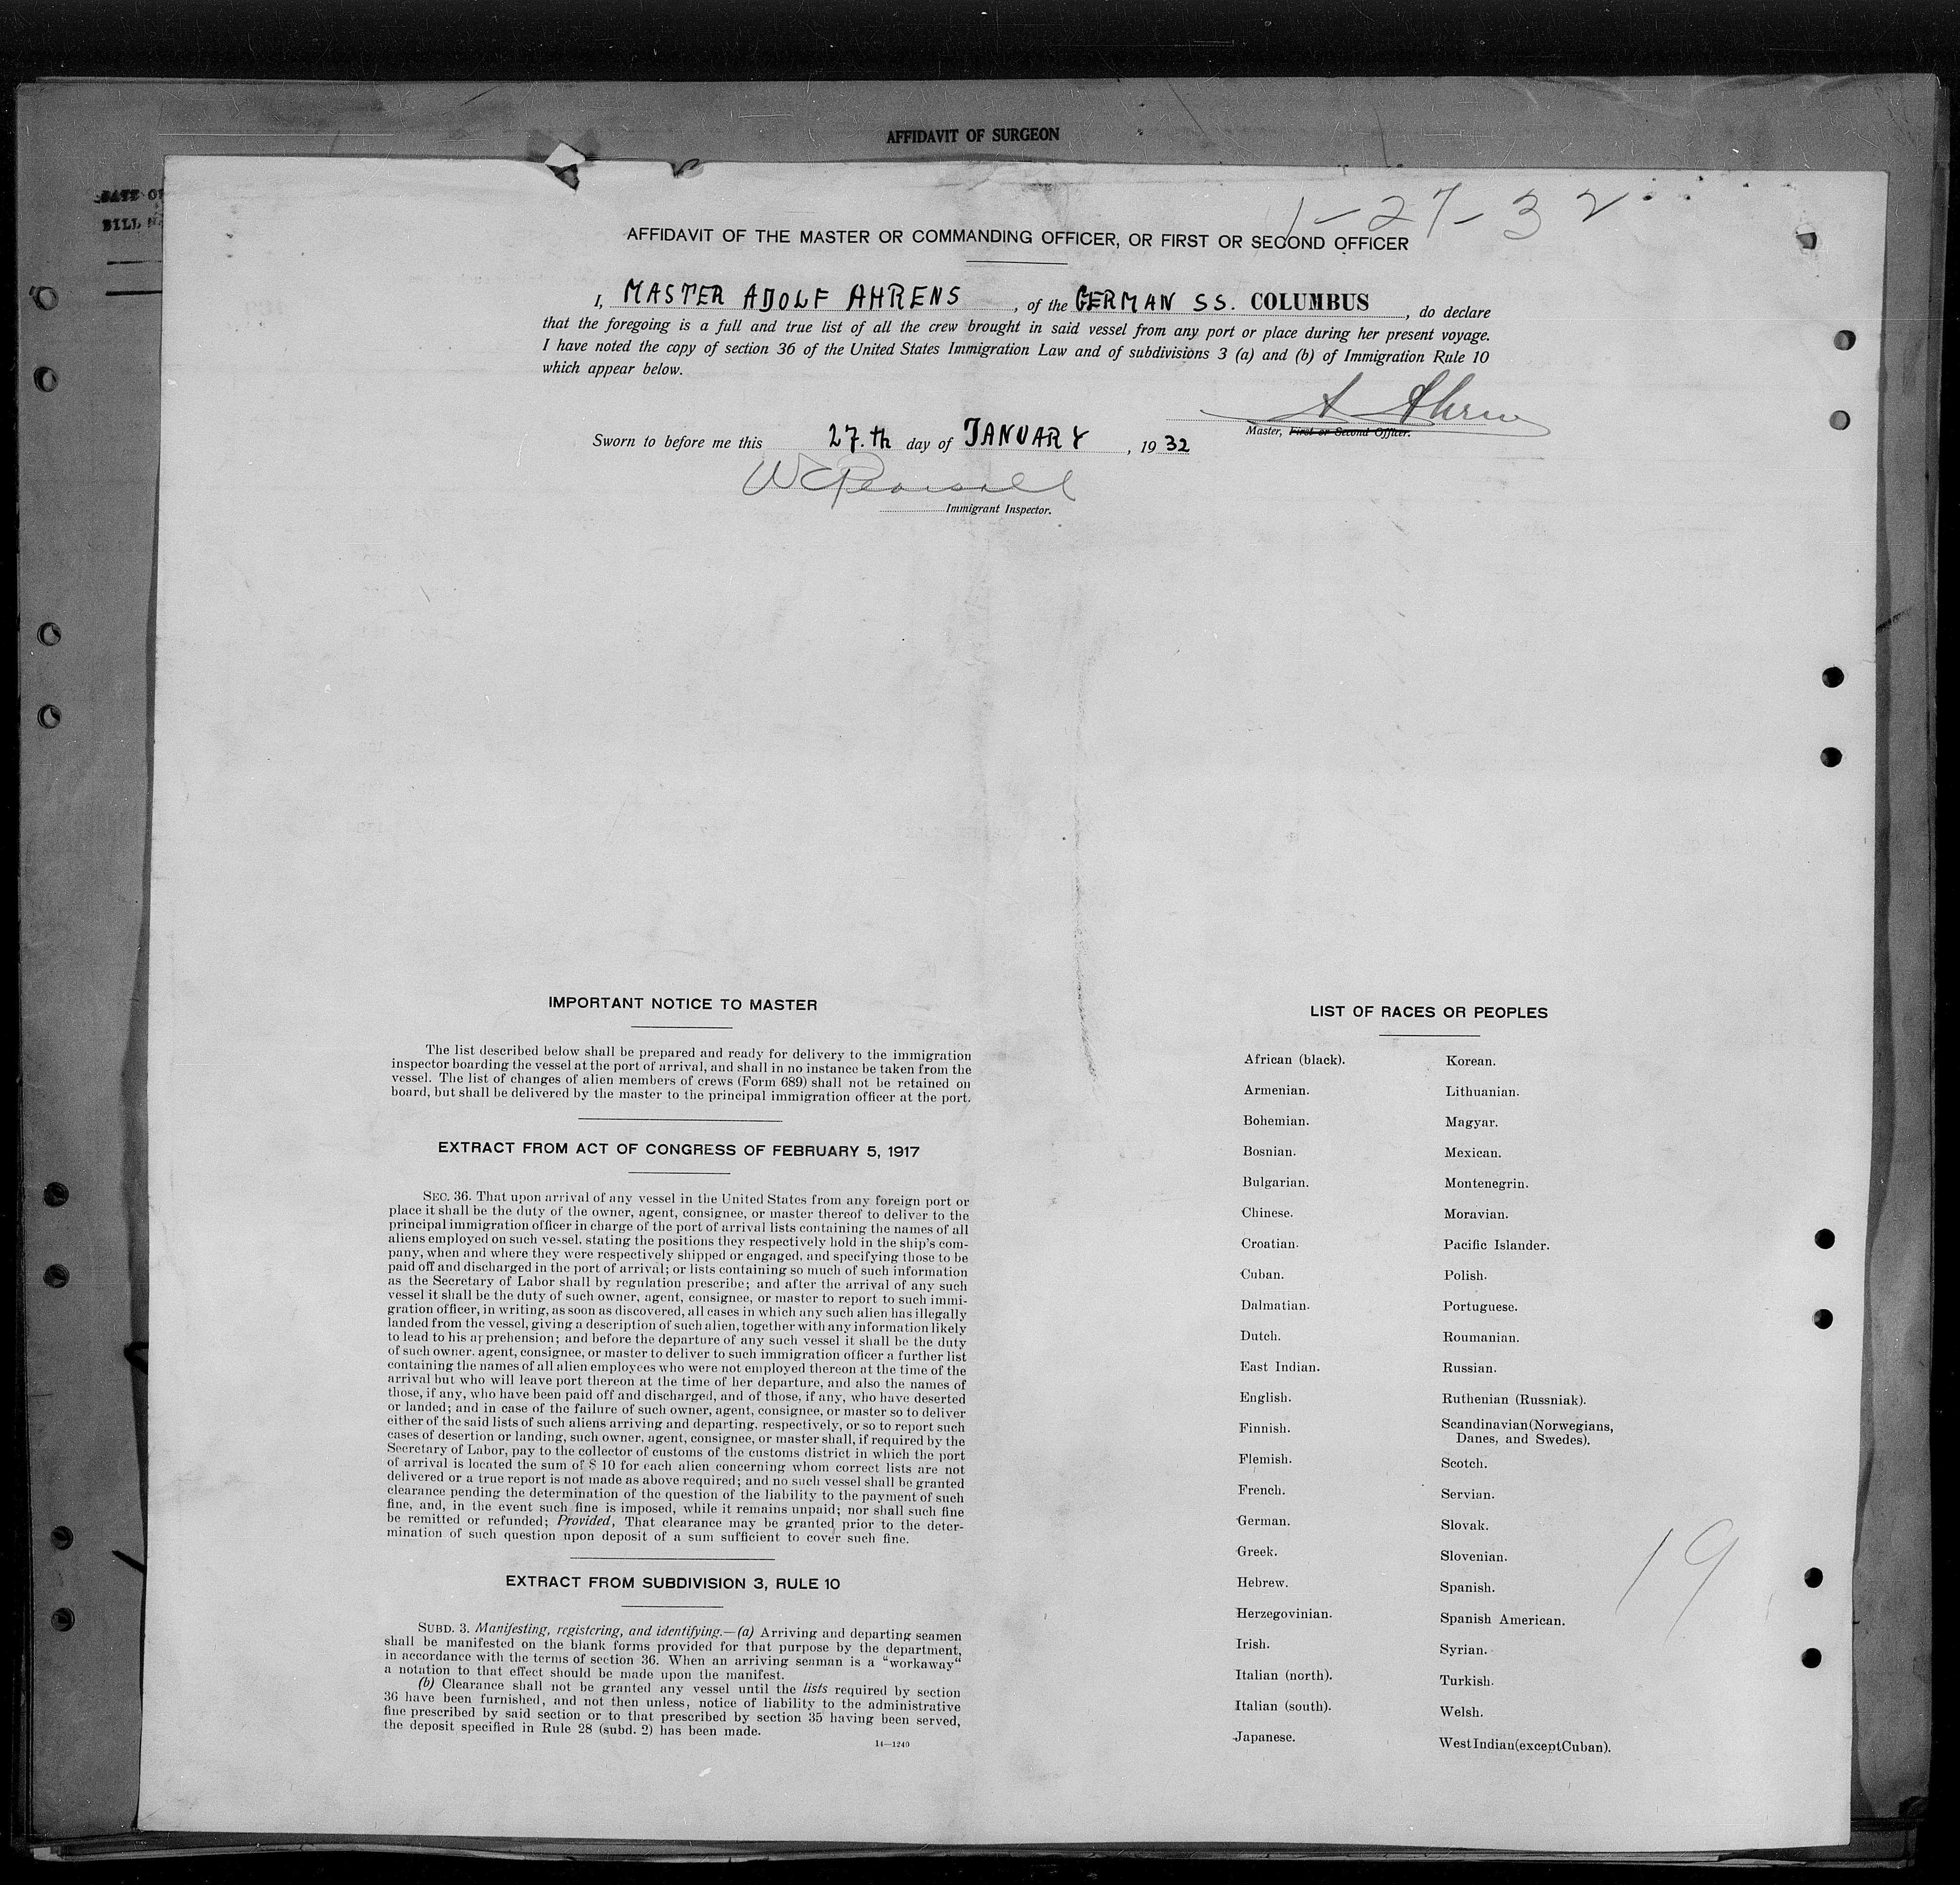 AFFIDAVIT OF SURGEON
BILL
1-27-32
AFFIDAVIT OF THE MASTER OR COMMANDING OFFICER, OR FIRST OR SECOND OFFICER
I, MASTER ADOLF AHRENS, of the GERMAN SS. COLUMBUS, do declare
that the foregoing is a full and true list of all the crew brought in said vessel from any port or place during her present voyage.
I have noted the copy of section 36 of the United States Immigration Law and of subdivisions 3 (a) and (b) of Immigration Rule 10
which appear below.
A Ahrens
Master, First or Second Officer.
Sworn to before me this 27.th day of JANUARY, 1932
Immigrant Inspector.
IMPORTANT NOTICE TO MASTER
The list described below shall be prepared and ready for delivery to the immigration
inspector boarding the vessel at the port of arrival, and shall in no instance be taken from the
vessel. The list of changes of alien members of crews (Form 689) shall not be retained on
board, but shall be delivered by the master to the principal immigration officer at the port.
EXTRACT FROM ACT OF CONGRESS OF FEBRUARY 5, 1917
SEC. 36. That upon arrival of any vessel in the United States from any foreign port or
place it shall be the duty of the owner, agent, consignee, or master thereof to deliver to the
principal immigration officer in charge of the port of arrival lists containing the names of all
aliens employed on such vessel. stating the positions they respectively hold in the ship's com-
pany, when and where they were respectively shipped or engaged, and specifying those to be
paid off and discharged in the port of arrival; or lists containing so much of such information
as the Secretary of Labor shall by regulation prescribe; and after the arrival of any such
vessel it shall be the duty of such owner, agent, consignee, or master to report to such immi-
gration officer, in writing, as soon as discovered, all cases in which any such alien has illegally
landed from the vessel, giving a description of such alien, together with any information likely
to lead to his apprehension; and before the departure of any such vessel it shall be the duty
of such owner. agent, consignee, or master to deliver to such immigration officer a further list
containing the names of all alien employees who were not employed thereon at the time of the
arrival but who will leave port thereon at the time of her departure, and also the names of
those, if any, who have been paid off and discharged, and of those, if any, who have deserted
or landed; and in case of the failure of such owner, agent, consignee, or master so to deliver
either of the said lists of such aliens arriving and departing, respectively, or so to report such
cases of desertion or landing, such owner, agent, consignee, or master shall, if required by the
Secretary of Labor, pay to the collector of customs of the customs district in which the port
of arrival is located the sum of $ 10 for each alien concerning whom correct lists are not
delivered or a true report is not made as above required; and no such vessel shall be granted
clearance pending the determination of the question of the liability to the payment of such
fine, and, in the event such fine is imposed, while it remains unpaid; nor shall such fine
be remitted or refunded; Provided, That clearance may be granted prior to the deter-
mination of such question upon deposit of a sum sufficient to cover such fine.
EXTRACT FROM SUBDIVISION 3, RULE 10
SUBD. 3. Manifesting, registering, and identifying.—(a) Arriving and departing seamen
shall be manifested on the blank forms provided for that purpose by the department,
in accordance with the terms of section 36. When an arriving seaman is a “workaway“
a notation to that effect should be made upon the manifest.
(b) Clearance shall not be granted any vessel until the lists required by section
36 have been furnished, and not then unless, notice of liability to the administrative
fine prescribed by said section or to that prescribed by section 35 having been served,
the deposit specified in Rule 28 (subd. 2) has been made.
14—1240
LIST OF RACES OR PEOPLES
African (black).
Armenian.
Bohemian.
Bosnian.
Bulgarian.
Chinese.
Croatian.
Cuban.
Dalmatian.
Dutch.
East Indian.
English.
Finnish.
Flemish.
French.
German.
Greek.
Hebrew.
Herzegovinian.
Irish.
Italian (north).
Italian (south).
Japanese.
Korean.
Lithuanian.
Magyar.
Mexican.
Montenegrin.
Moravian.
Pacific Islander.
Polish.
Portuguese.
Roumanian.
Russian.
Ruthenian (Russniak).
Scandinavian (Norwegians,
Danes, and Swedes).
Scotch.
Servian.
Slovak.
Slovenian.
Spanish.
Spanish American.
Syrian.
Turkish.
Welsh.
West Indian (except Cuban).
19